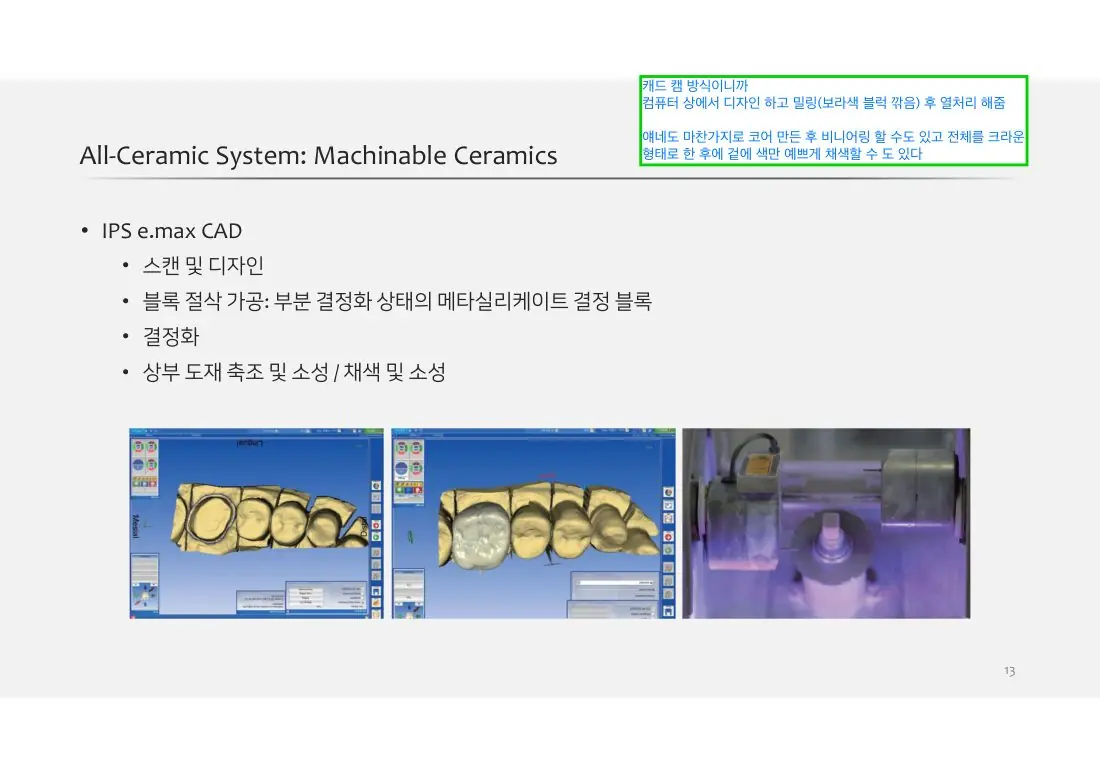 캐드 캠 방식이니까
컴퓨터 상에서 디자인 하고 밀링(보라색 블럭 깎음) 후 열처리 해줌
얘네도 마찬가지로 코어 만든 후 비니어링 할 수도 있고 전체를 크라운
형태로 한 후에 겉에 색만 예쁘게 채색할 수 도 있다
All-Ceramic System: Machinable Ceramics
• IPS e.max CAD
• 스캔 및 디자인
• 블록 절삭 가공: 부분 결정화 상태의 메타실리케이트 결정 블록
• 결정화
• 상부 도재 축조 및 소성 / 채색 및 소성
Lingual
Mesial
13